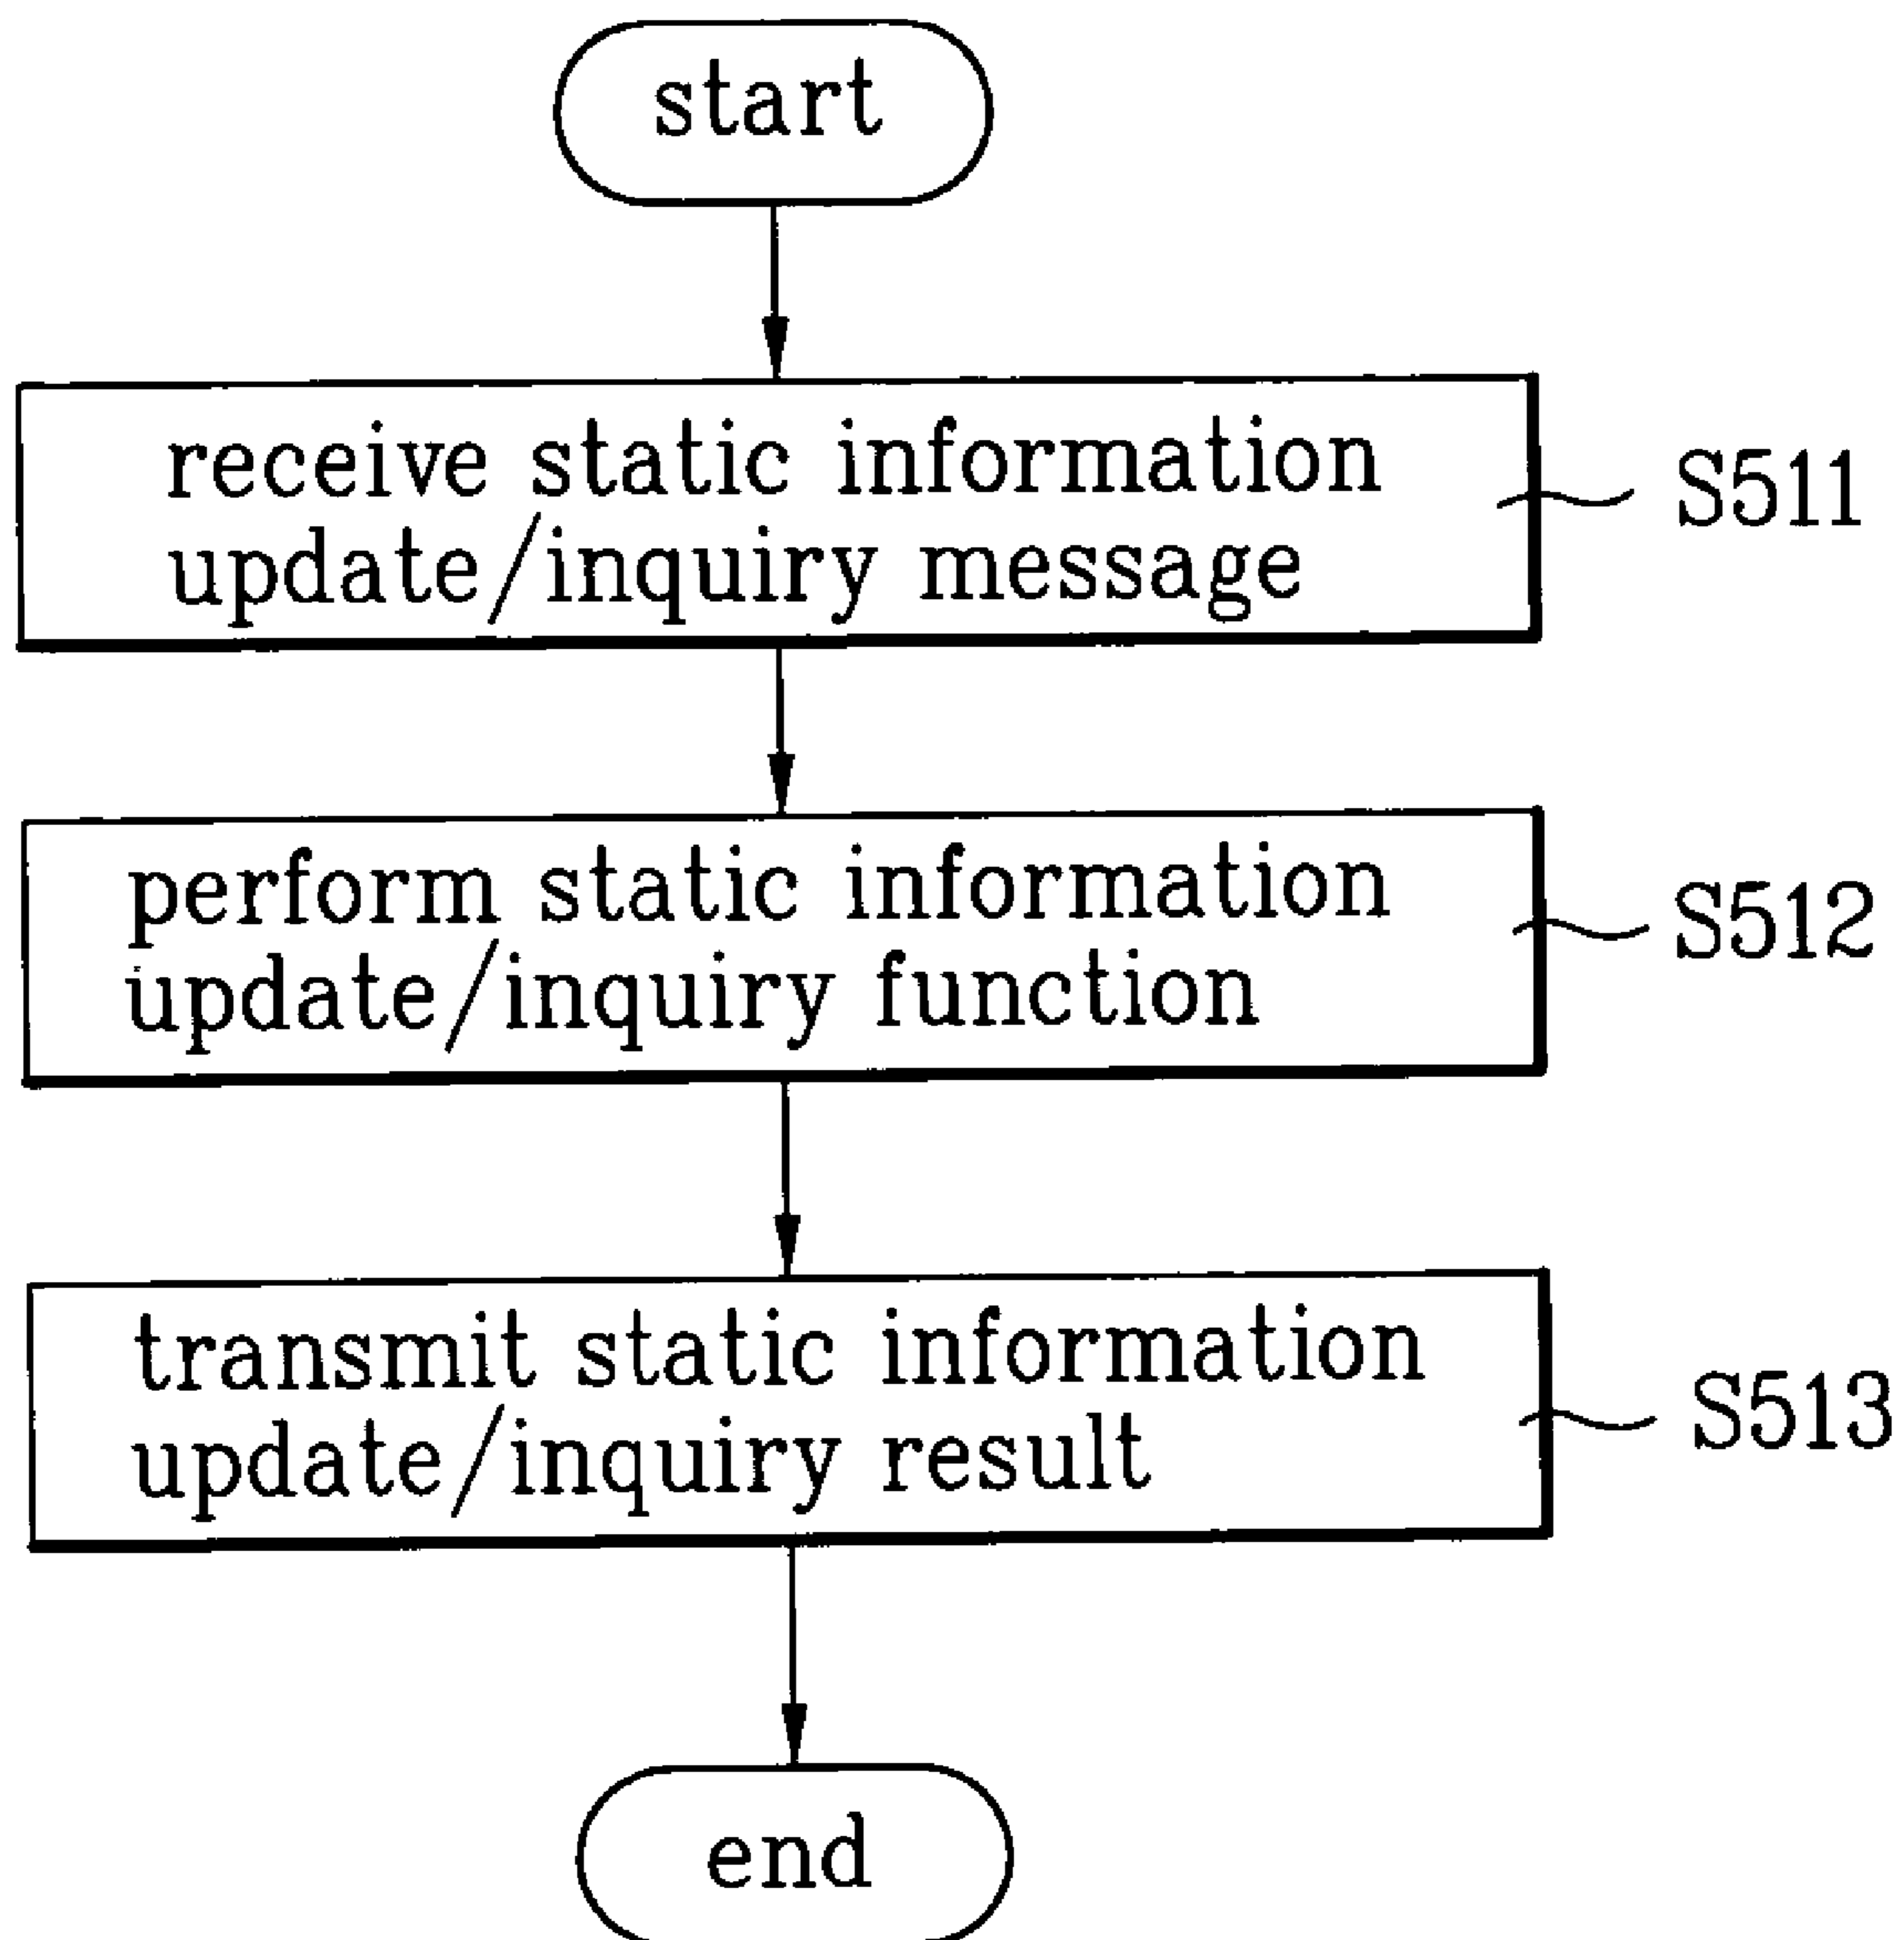 start
receive static information
update/inquiry message
S511
perform static information
update/inquiry function
S512
transmit static information
update/inquiry result
S513
end